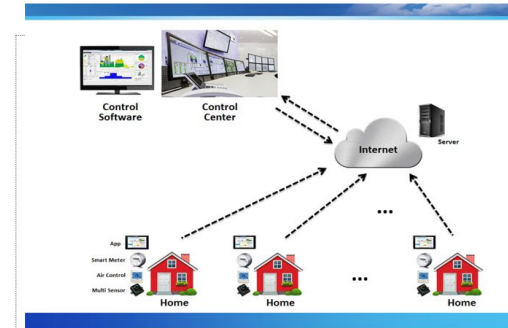 Control
Software
Control
Center
Internet
Server
...
App
Smart Meter
Air Control
Multi Sensor
...
Home
Home
Home